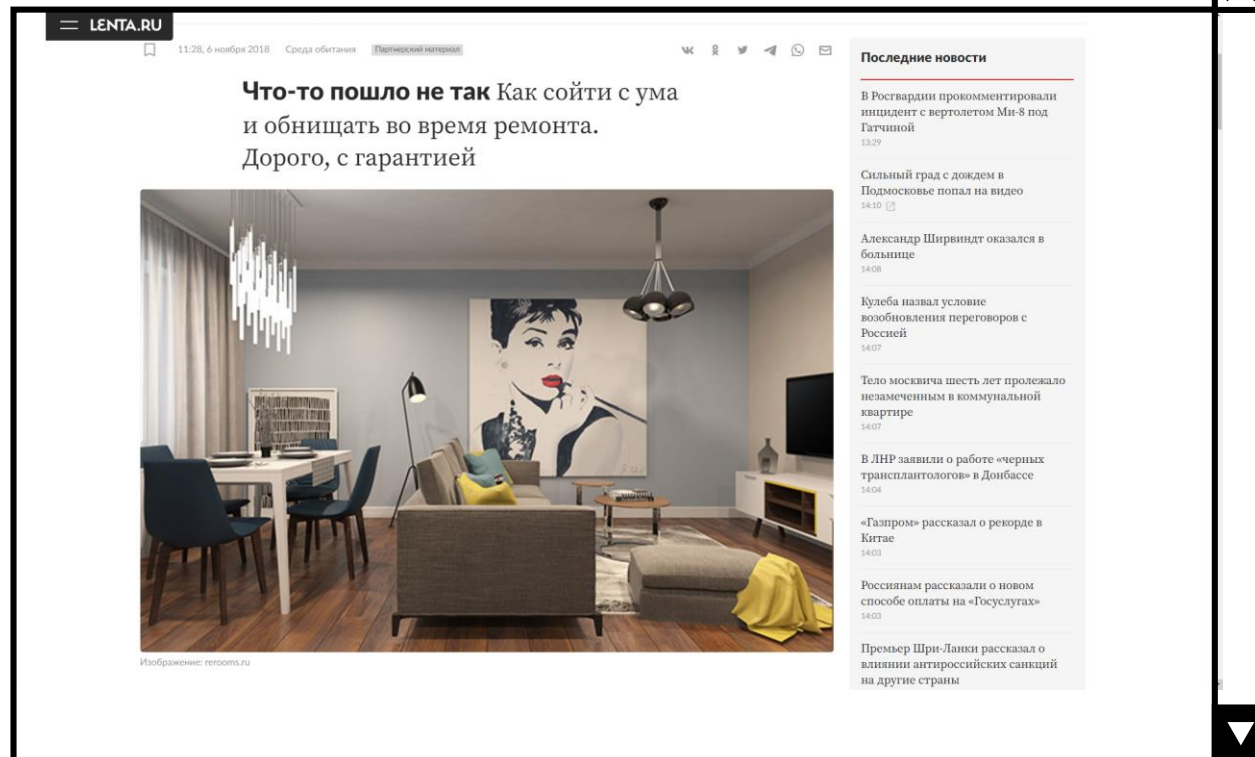 LENTA.RU
11:28, 6 ноября 2018 Среда обитания Партнерский материал
Что-то пошло не так Как сойти с ума
и обнищать во время ремонта.
Дорого, с гарантией
Изображение: rerooms.ru
Последние новости
В Росгвардии прокомментировали
инцидент с вертолетом Ми-8 под
Гатчиной
13:29
Сильный град с дождем в
Подмосковье попал на видео
14:10
Александр Ширвиндт оказался в
больнице
14:08
Кулеба назвал условие
возобновления переговоров с
Россией
14:07
Тело москвича шесть лет пролежало
незамеченным в коммунальной
квартире
14:07
В ЛНР заявили о работе «черных
трансплантологов» в Донбассе
14:04
«Газпром» рассказал о рекорде в
Китае
14:03
Россиянам рассказали о новом
способе оплаты на «Госуслугах»
14:03
Премьер Шри-Ланки рассказал о
влиянии антироссийских санкций
на другие страны